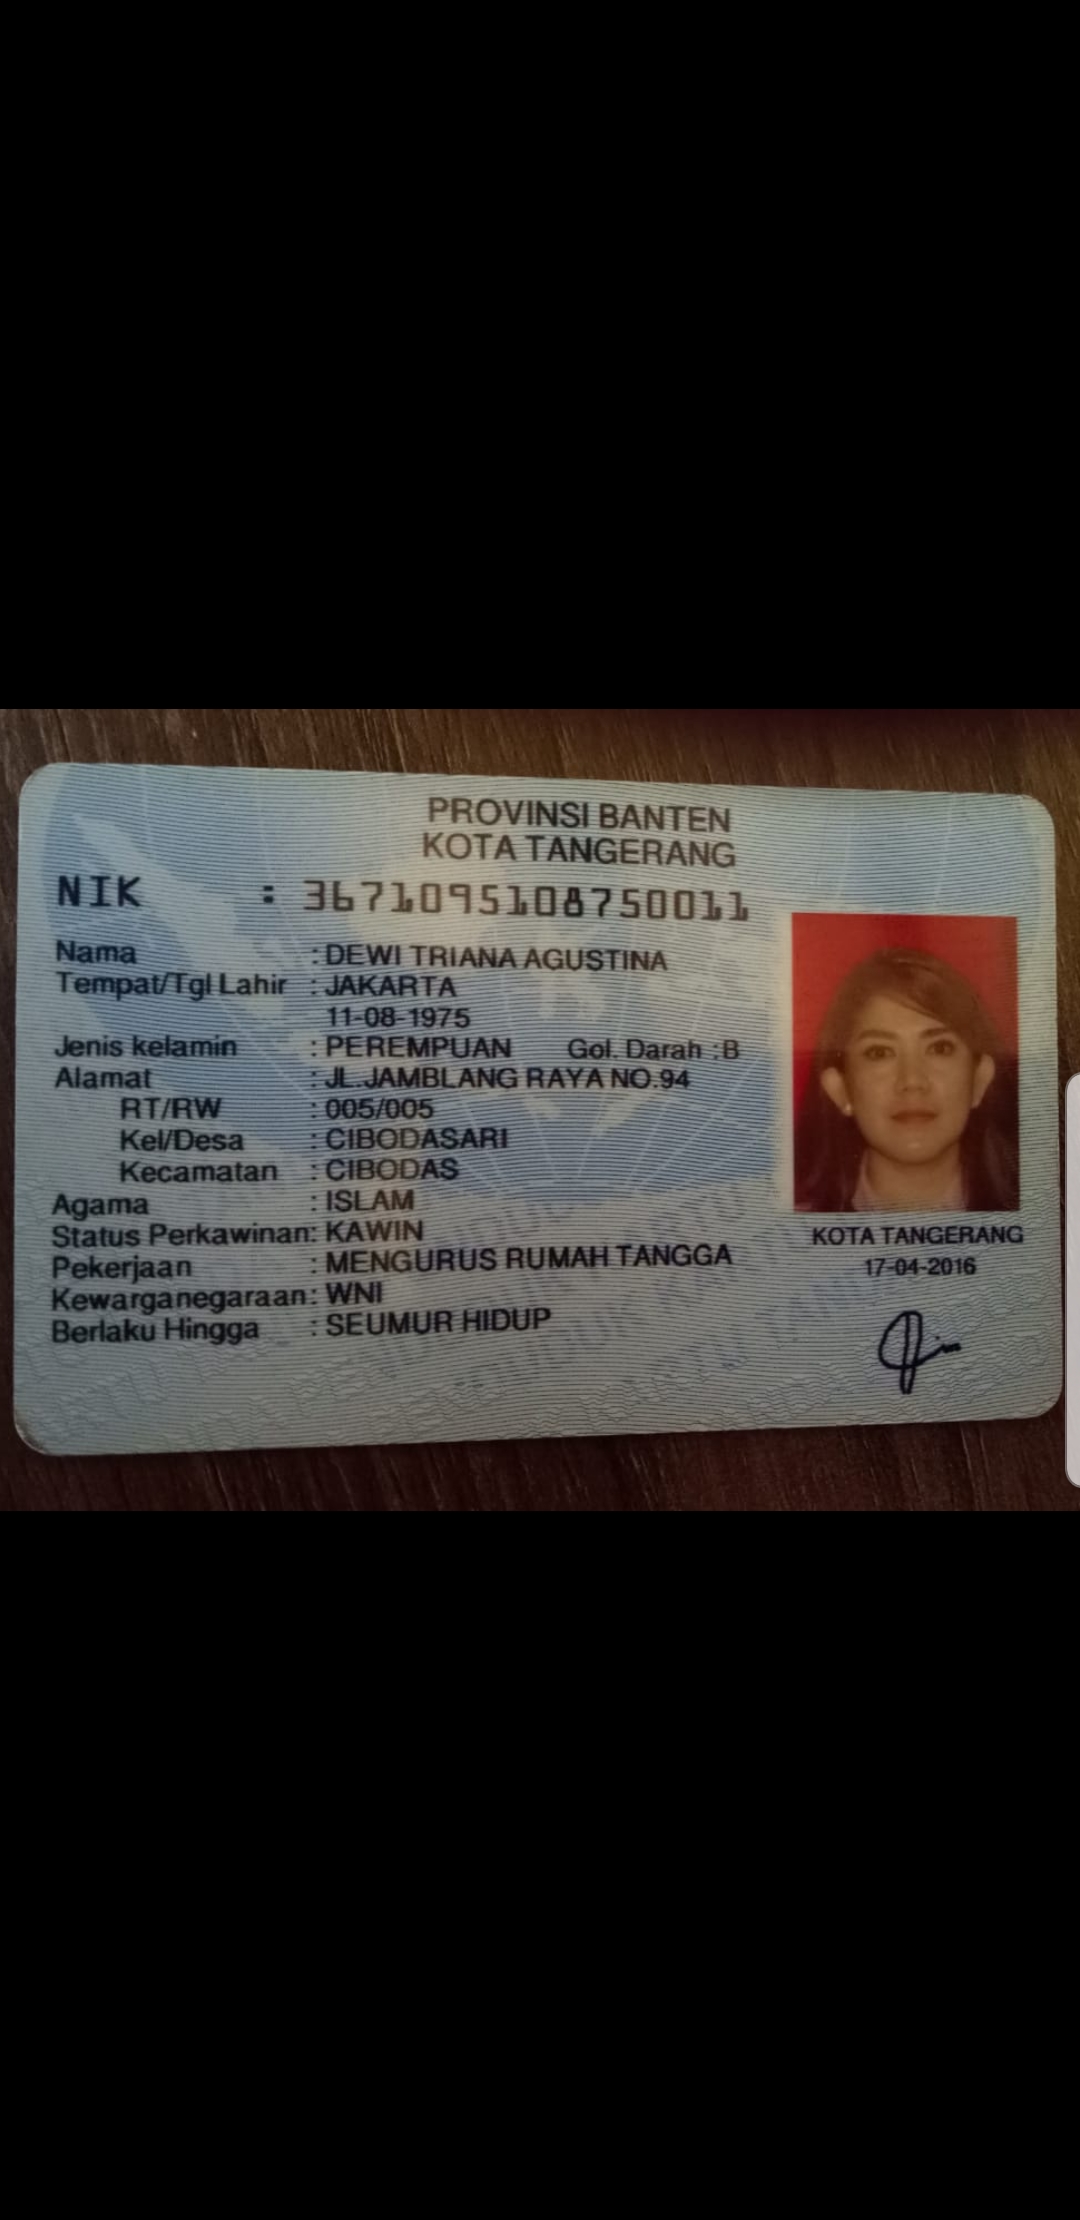 PROVINSI BANTEN
KOTA TANGERANG
NIK : 3671095108750011
Nama : DEWI TRIANA AGUSTINA
Tempat/Tgl Lahir : JAKARTA
11-08-1975
Jenis kelamin : PEREMPUAN Gol. Darah : B
Alamat : JL.JAMBLANG RAYA NO.94
RT/RW : 005/005
Kel/Desa : CIBODASARI
Kecamatan : CIBODAS
Agama : ISLAM
Status Perkawinan: KAWIN
Pekerjaan : MENGURUS RUMAH TANGGA
Kewarganegaraan: WNI
Berlaku Hingga : SEUMUR HIDUP
KOTA TANGERANG
17-04-2016